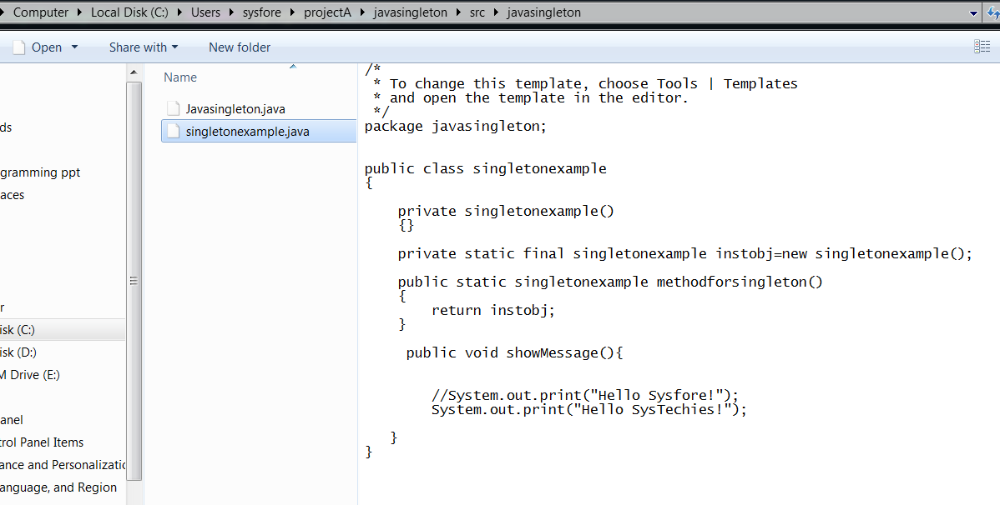 Computer Local Disk (C:) Users sysfore projectA javasingleton src javasingleton
Open Share with New folder
Name
Javasingleton.java
singletonexample.java
ds
gramming ppt
aces
r
isk (C:)
isk (D:)
M Drive (E:)
anel
trol Panel Items
ance and Personalizatic
anguage, and Region
/*
 * To change this template, choose Tools | Templates
 * and open the template in the editor.
 */
package javasingleton;
public class singletonexample
{
    private singletonexample()
    {}
    private static final singletonexample instobj=new singletonexample();
    public static singletonexample methodforsingleton()
    {
        return instobj;
    }
     public void showMessage(){
        //System.out.print("Hello Sysfore!");
        System.out.print("Hello SysTechies!");
   }
}